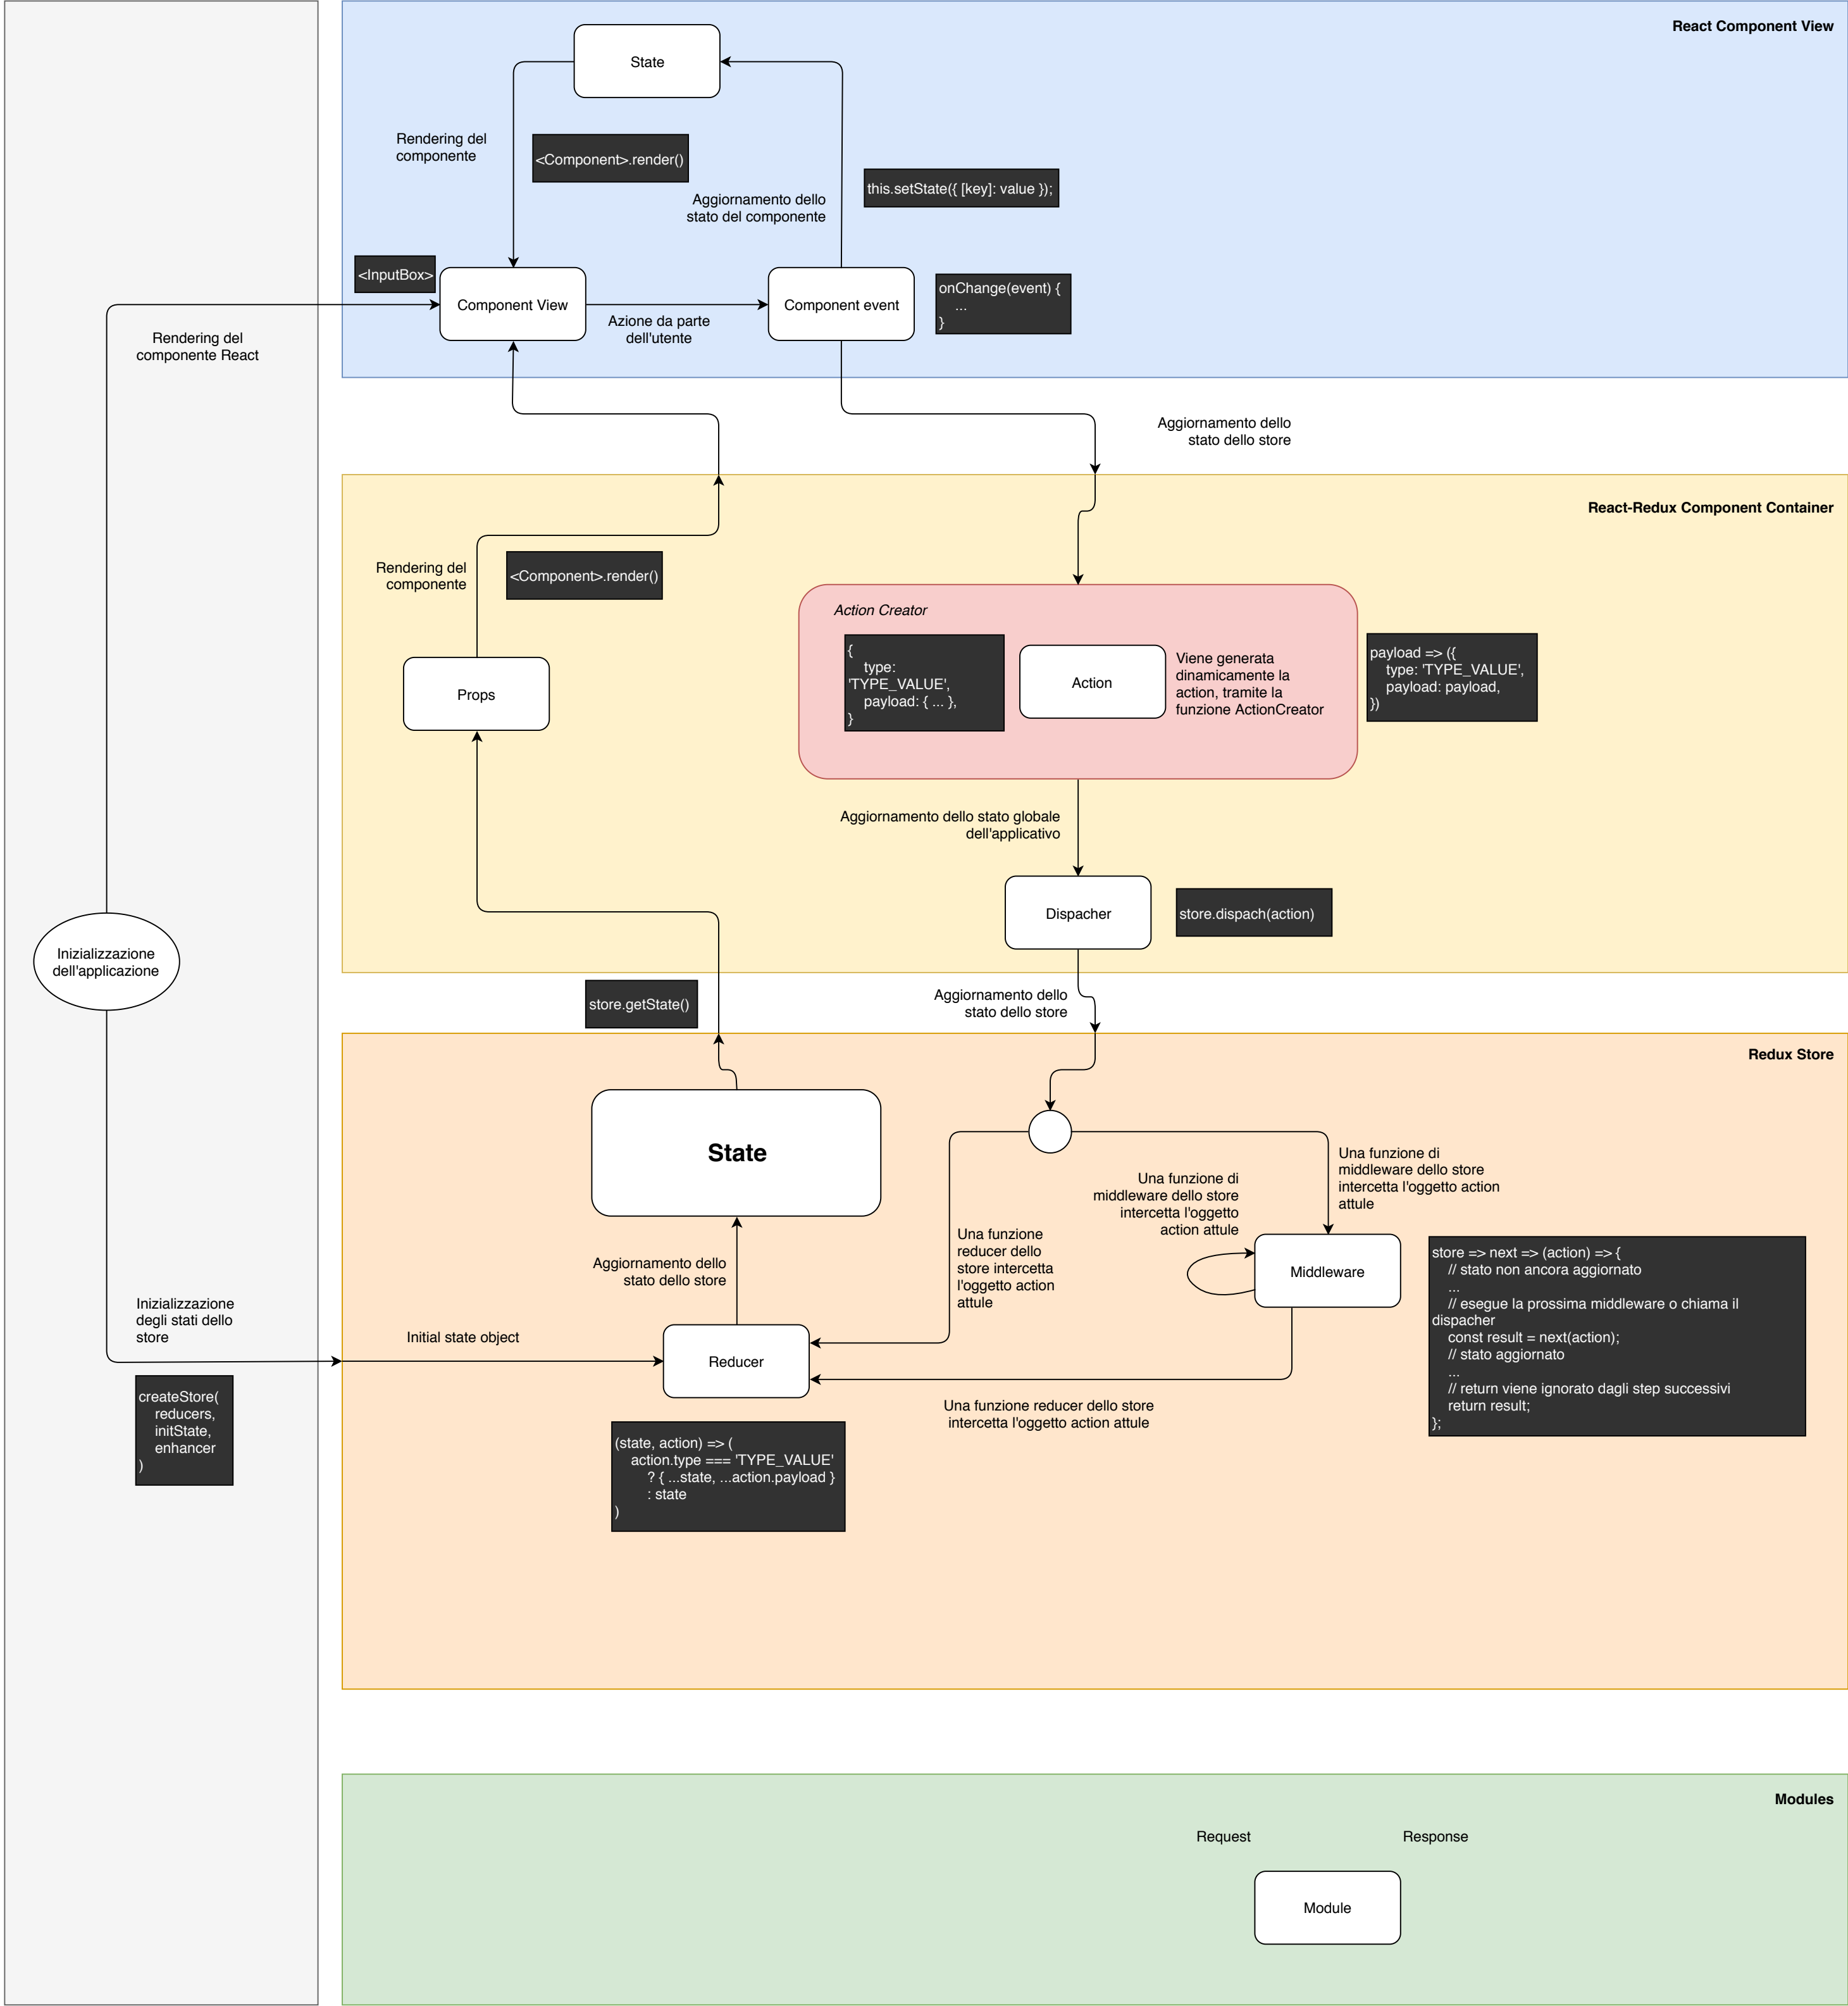 React Component View
State
Rendering del
componente
<Component>.render()
this.setState({ [key]: value });
Aggiornamento dello
stato del componente
<InputBox>
Component View
Azione da parte
dell'utente
Component event
onChange(event) {
...
}
Rendering del
componente React
Aggiornamento dello
stato dello store
React-Redux Component Container
Rendering del
componente
<Component>.render()
Props
Action Creator
{
type:
'TYPE_VALUE',
payload: { ... },
}
Action
Viene generata
dinamicamente la
action, tramite la
funzione ActionCreator
payload => ({
type: 'TYPE_VALUE',
payload: payload,
})
Aggiornamento dello stato globale
dell'applicativo
Dispacher
store.dispach(action)
Inizializzazione
dell'applicazione
store.getState()
Aggiornamento dello
stato dello store
Redux Store
State
Una funzione di
middleware dello store
intercetta l'oggetto action
attule
Una funzione di
middleware dello store
intercetta l'oggetto
action attule
Una funzione
reducer dello
store intercetta
l'oggetto action
attule
Aggiornamento dello
stato dello store
Middleware
store => next => (action) => {
// stato non ancora aggiornato
...
// esegue la prossima middleware o chiama il
dispacher
const result = next(action);
// stato aggiornato
...
// return viene ignorato dagli step successivi
return result;
};
Inizializzazione
degli stati dello
store
Initial state object
Reducer
createStore(
reducers,
initState,
enhancer
)
Una funzione reducer dello store
intercetta l'oggetto action attule
(state, action) => (
action.type === 'TYPE_VALUE'
? { ...state, ...action.payload }
: state
)
Modules
Request
Response
Module